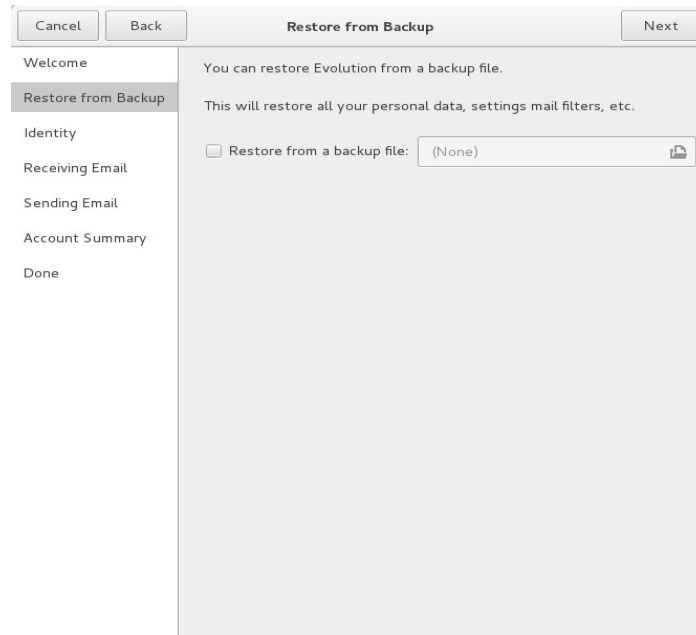 Cancel Back Restore from Backup Next
Welcome
Restore from Backup
Identity
Receiving Email
Sending Email
Account Summary
Done
You can restore Evolution from a backup file.
This will restore all your personal data, settings mail filters, etc.
Restore from a backup file: (None)